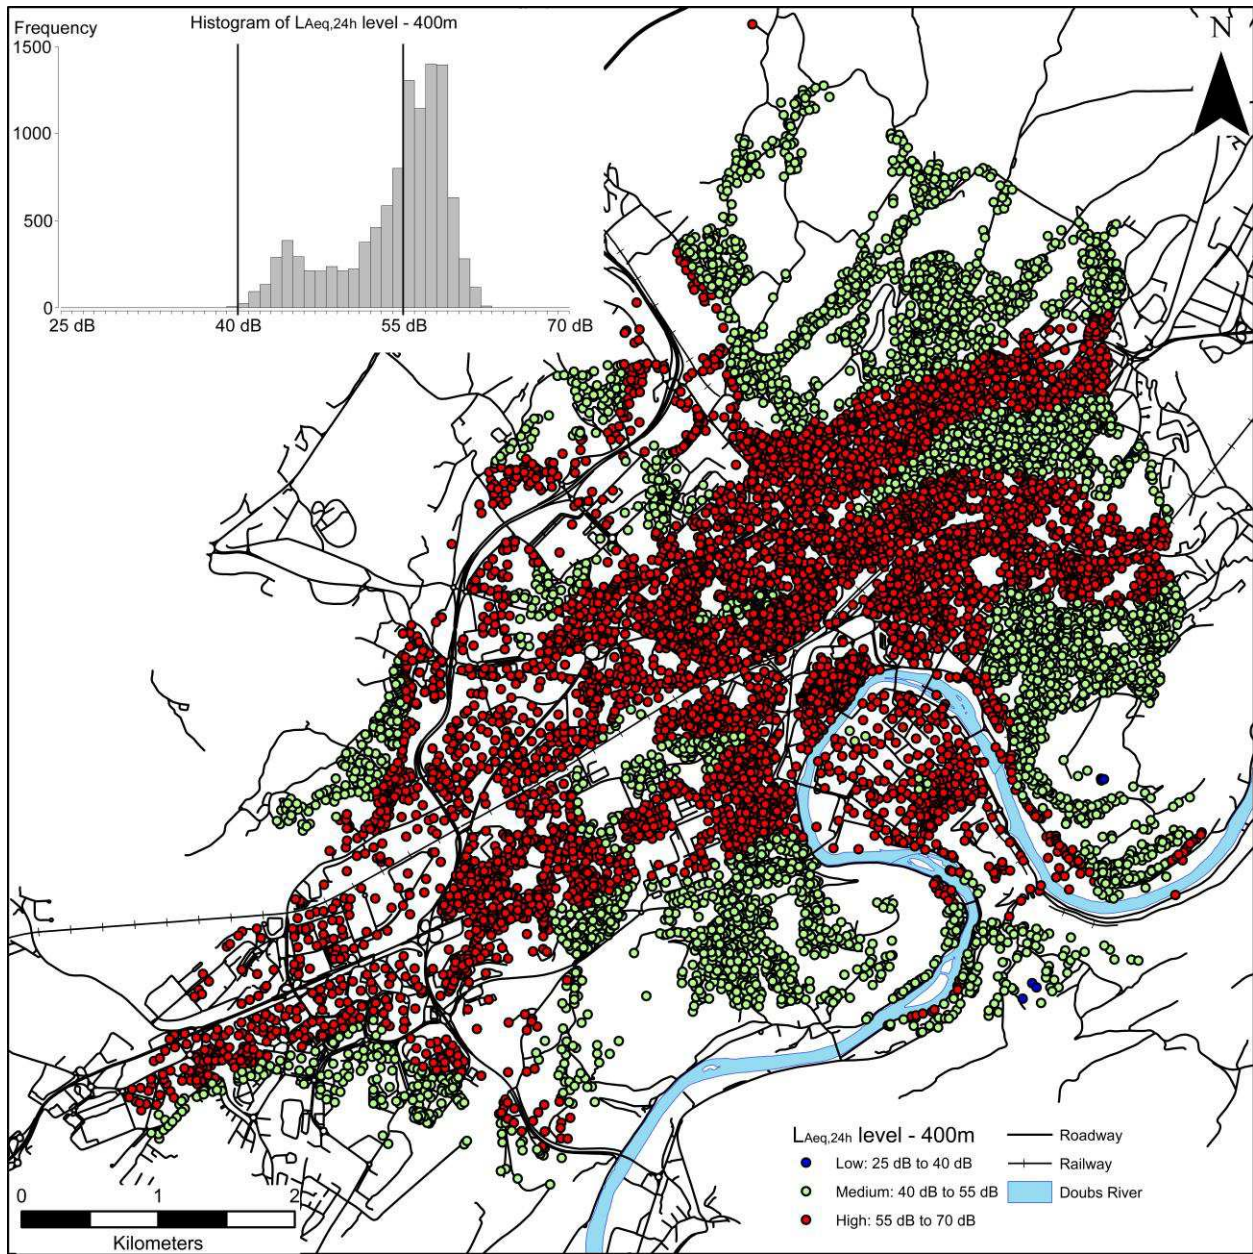 Frequency
Histogram of LAeq,24h level - 400m
1500
1000
500
0
25 dB 40 dB 55 dB 70 dB
N
LAeq,24h level - 400m
Low: 25 dB to 40 dB
Medium: 40 dB to 55 dB
High: 55 dB to 70 dB
Roadway
Railway
Doubs River
0 1 2
Kilometers